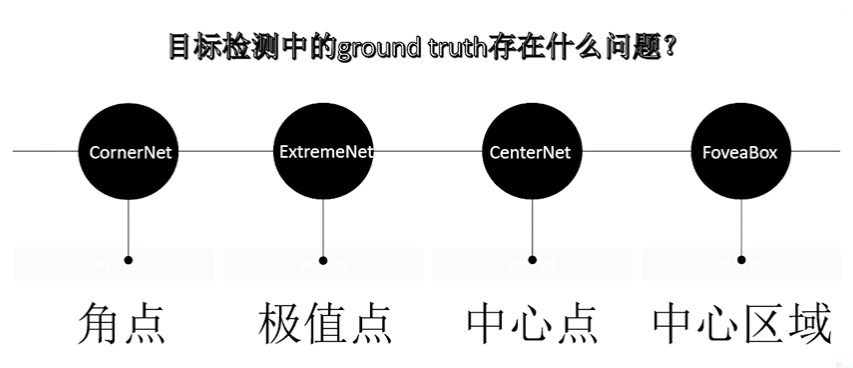 目标检测中的ground truth存在什么问题？
CornerNet
ExtremeNet
CenterNet
FoveaBox
角点
极值点
中心点
中心区域